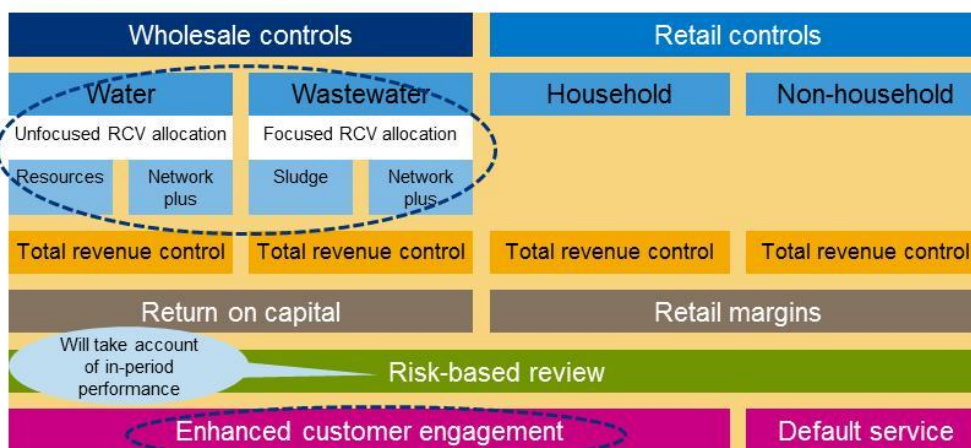 Wholesale controls
Retail controls
Water
Wastewater
Household
Non-household
Unfocused RCV allocation
Focused RCV allocation
Resources
Network
plus
Sludge
Network
plus
Total revenue control
Total revenue control
Total revenue control
Total revenue control
Return on capital
Retail margins
Will take account
of in-period
performance
Risk-based review
Enhanced customer engagement
Default service